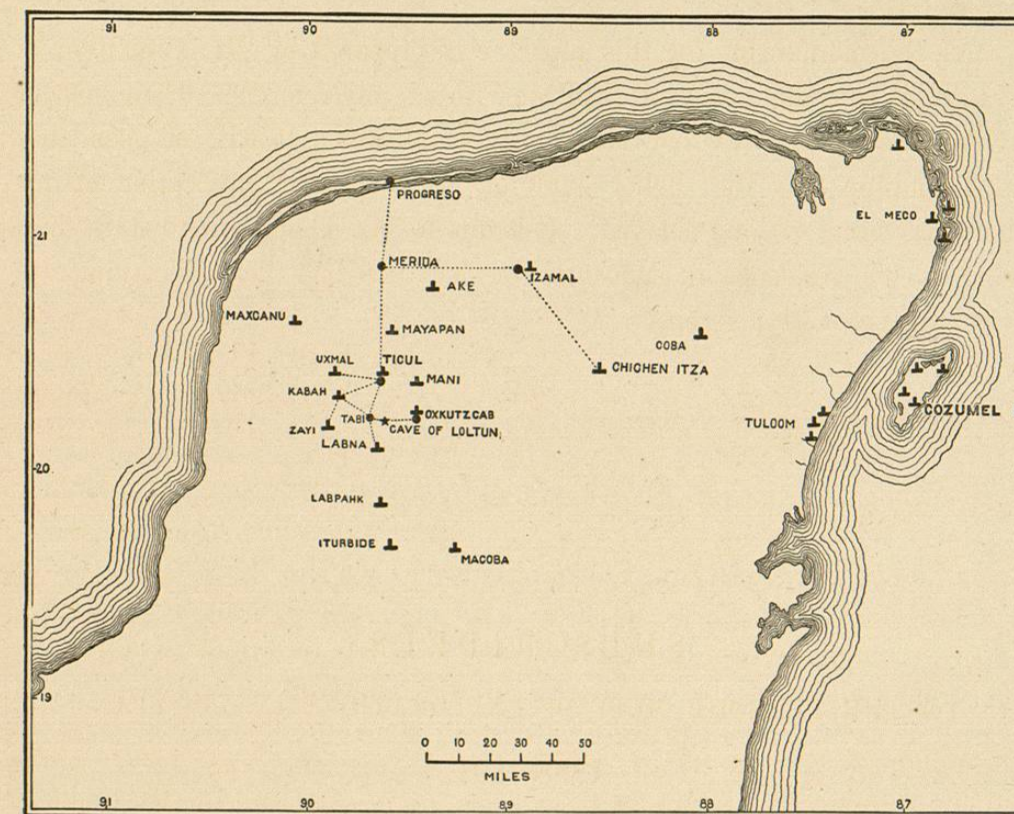 91 90 89 88 87
PROGRESO
EL MECO
21
MERIDA
IZAMAL
AKE
MAXCANU
MAYAPAN
COBA
UXMAL TICUL
CHICHEN ITZA
MANI
KABAH
OXKUTZCAB
COZUMEL
TABI
TULOOM
ZAYI
CAVE OF LOLTUN
LABNA
20
LABPAHK
ITURBIDE
MACOBA
19
0 10 20 30 40 50
MILES
91 90 89 88 87